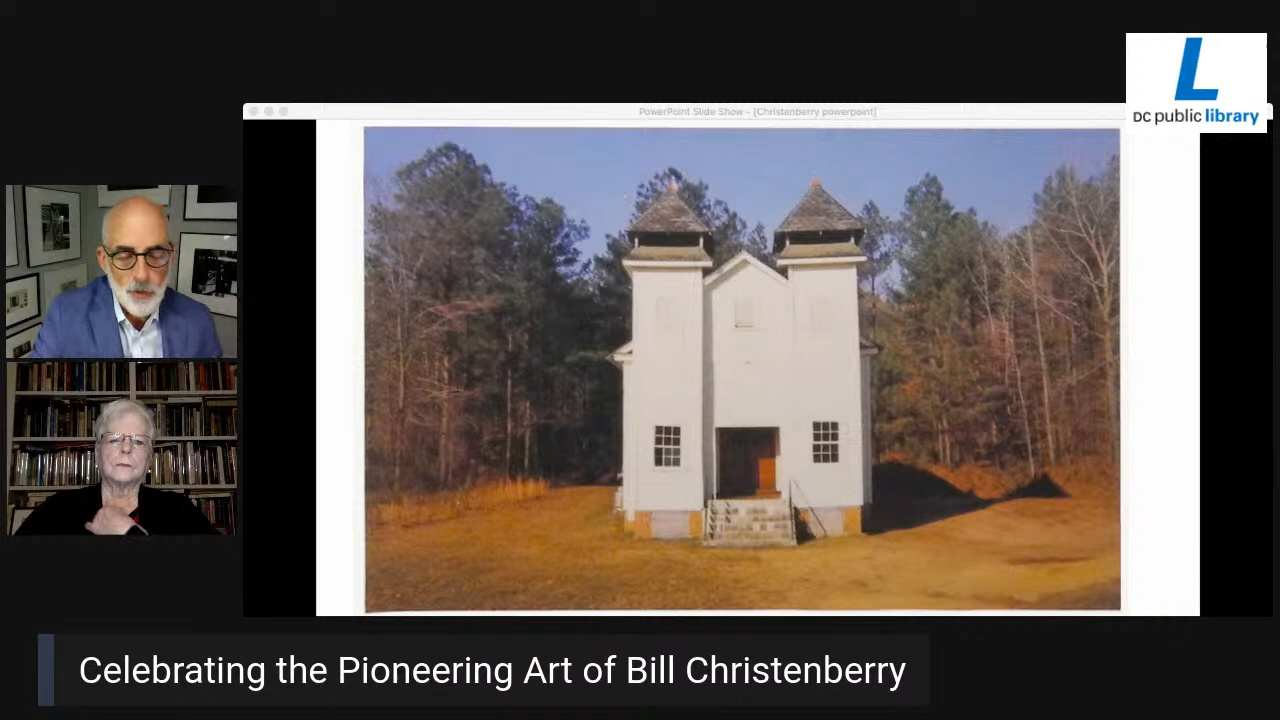 L
DC public library
PowerPoint Slide Show - [Christenberry powerpoint]
Celebrating the Pioneering Art of Bill Christenberry